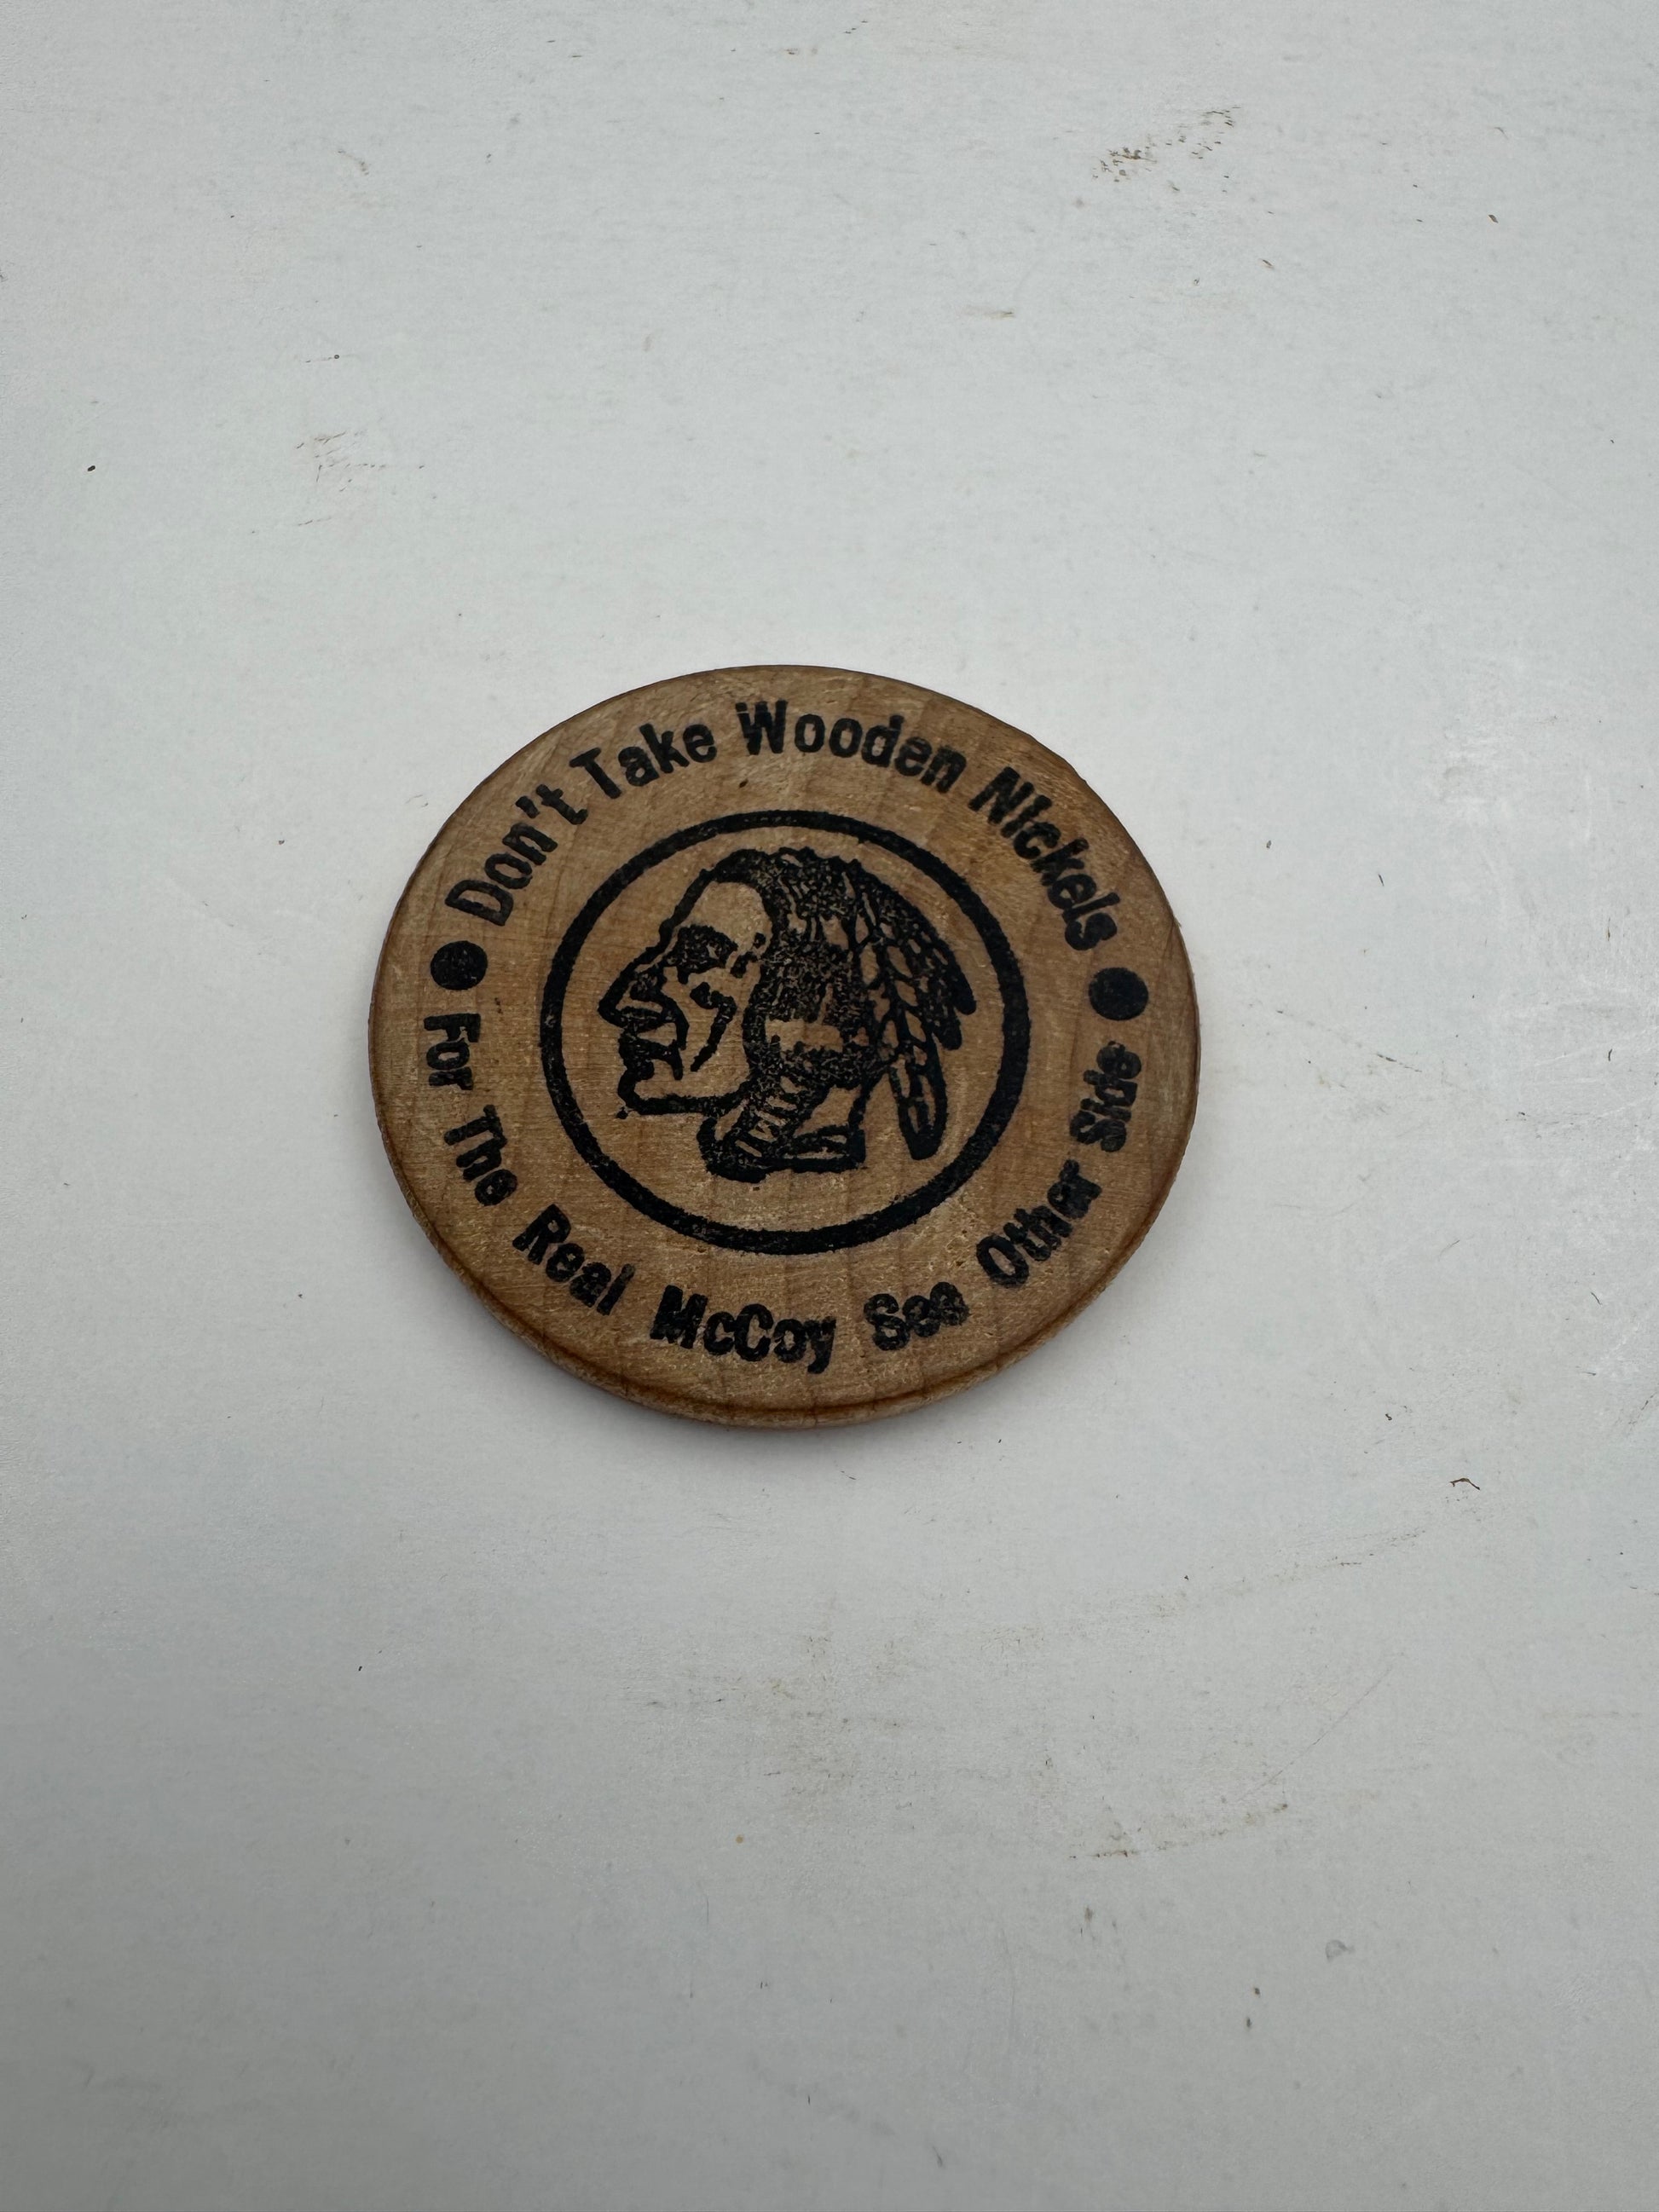 Don't Take Wooden Nickels
For The Real McCoy See Other Side